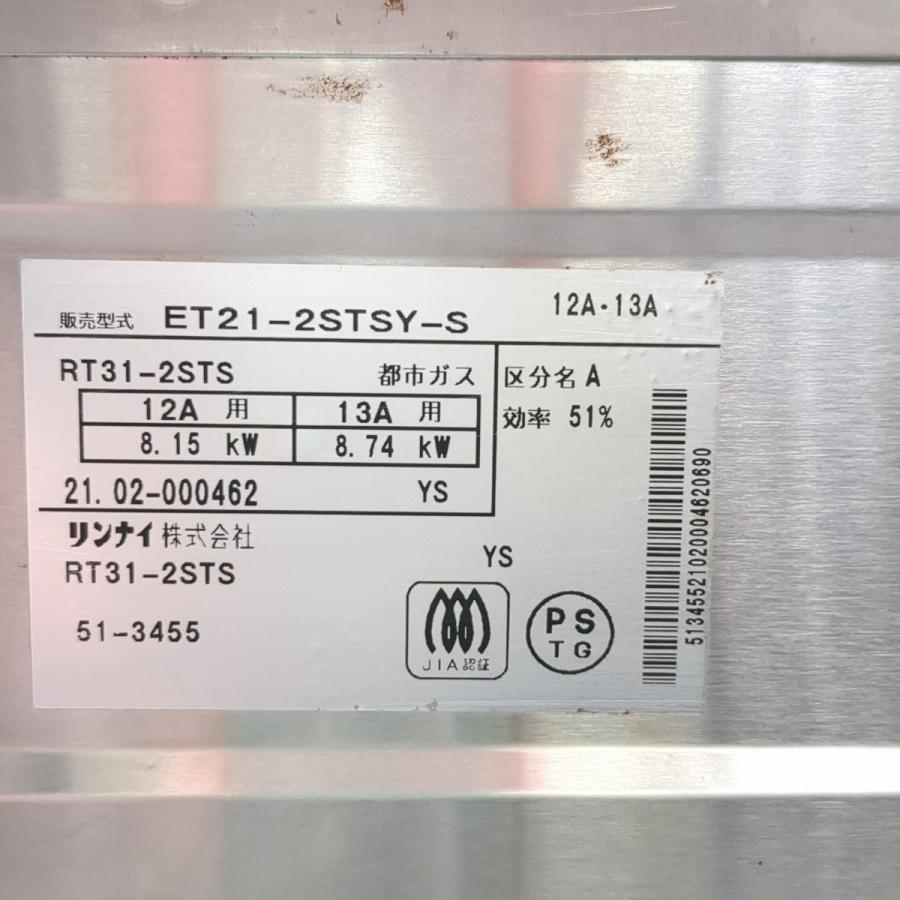 販売型式 ET21-2STSY-S 12A・13A
RT31-2STS 都市ガス
12A 用 13A 用
8.15 kW 8.74 kW
21.02-000462 YS
区分名 A
効率 51%
リンナイ株式会社
RT31-2STS
51-3455
YS
JIA認証
PS
TG
51345521020004620690